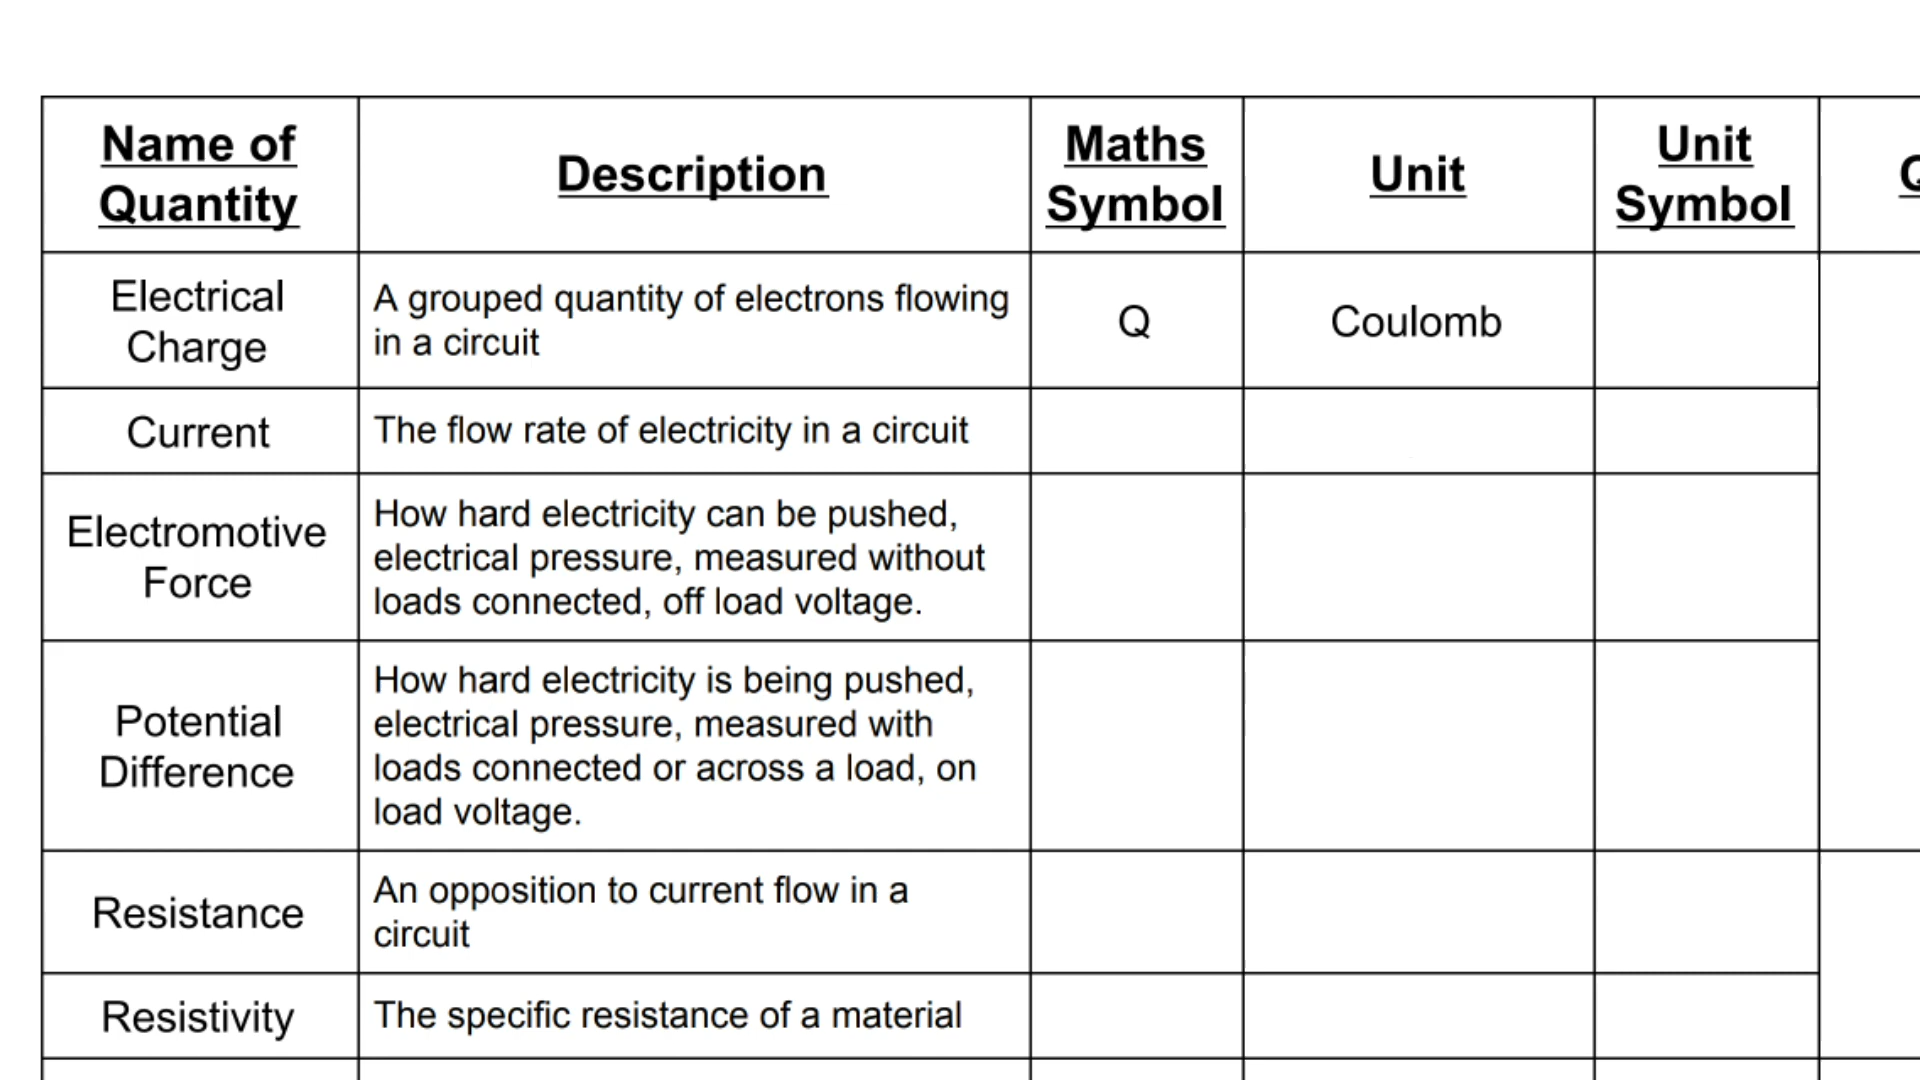 Name of
Quantity
Description
Maths
Symbol
Unit
Unit
Symbol
Electrical
Charge
A grouped quantity of electrons flowing
in a circuit
Q
Coulomb
Current
The flow rate of electricity in a circuit
Electromotive
Force
How hard electricity can be pushed,
electrical pressure, measured without
loads connected, off load voltage.
Potential
Difference
How hard electricity is being pushed,
electrical pressure, measured with
loads connected or across a load, on
load voltage.
Resistance
An opposition to current flow in a
circuit
Resistivity
The specific resistance of a material